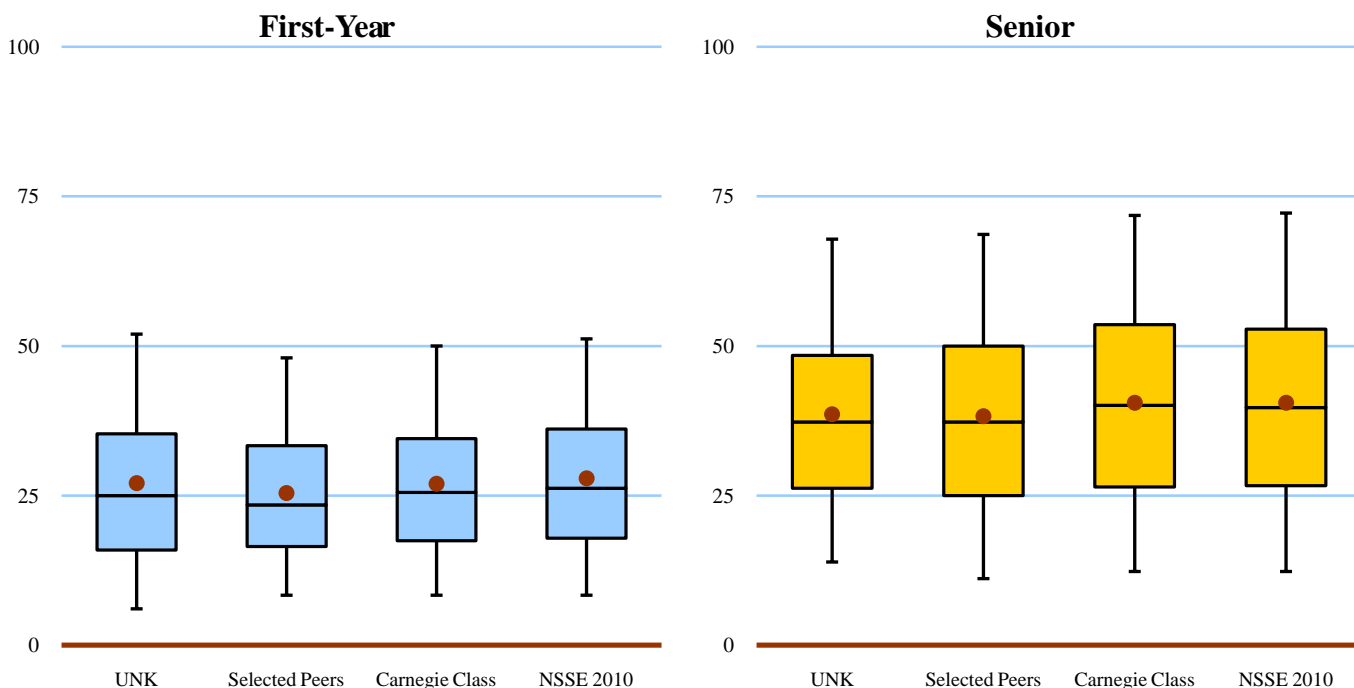 First-Year
100
75
50
25
0
UNK
Selected Peers
Carnegie Class
NSSE 2010
Senior
100
75
50
25
0
UNK
Selected Peers
Carnegie Class
NSSE 2010